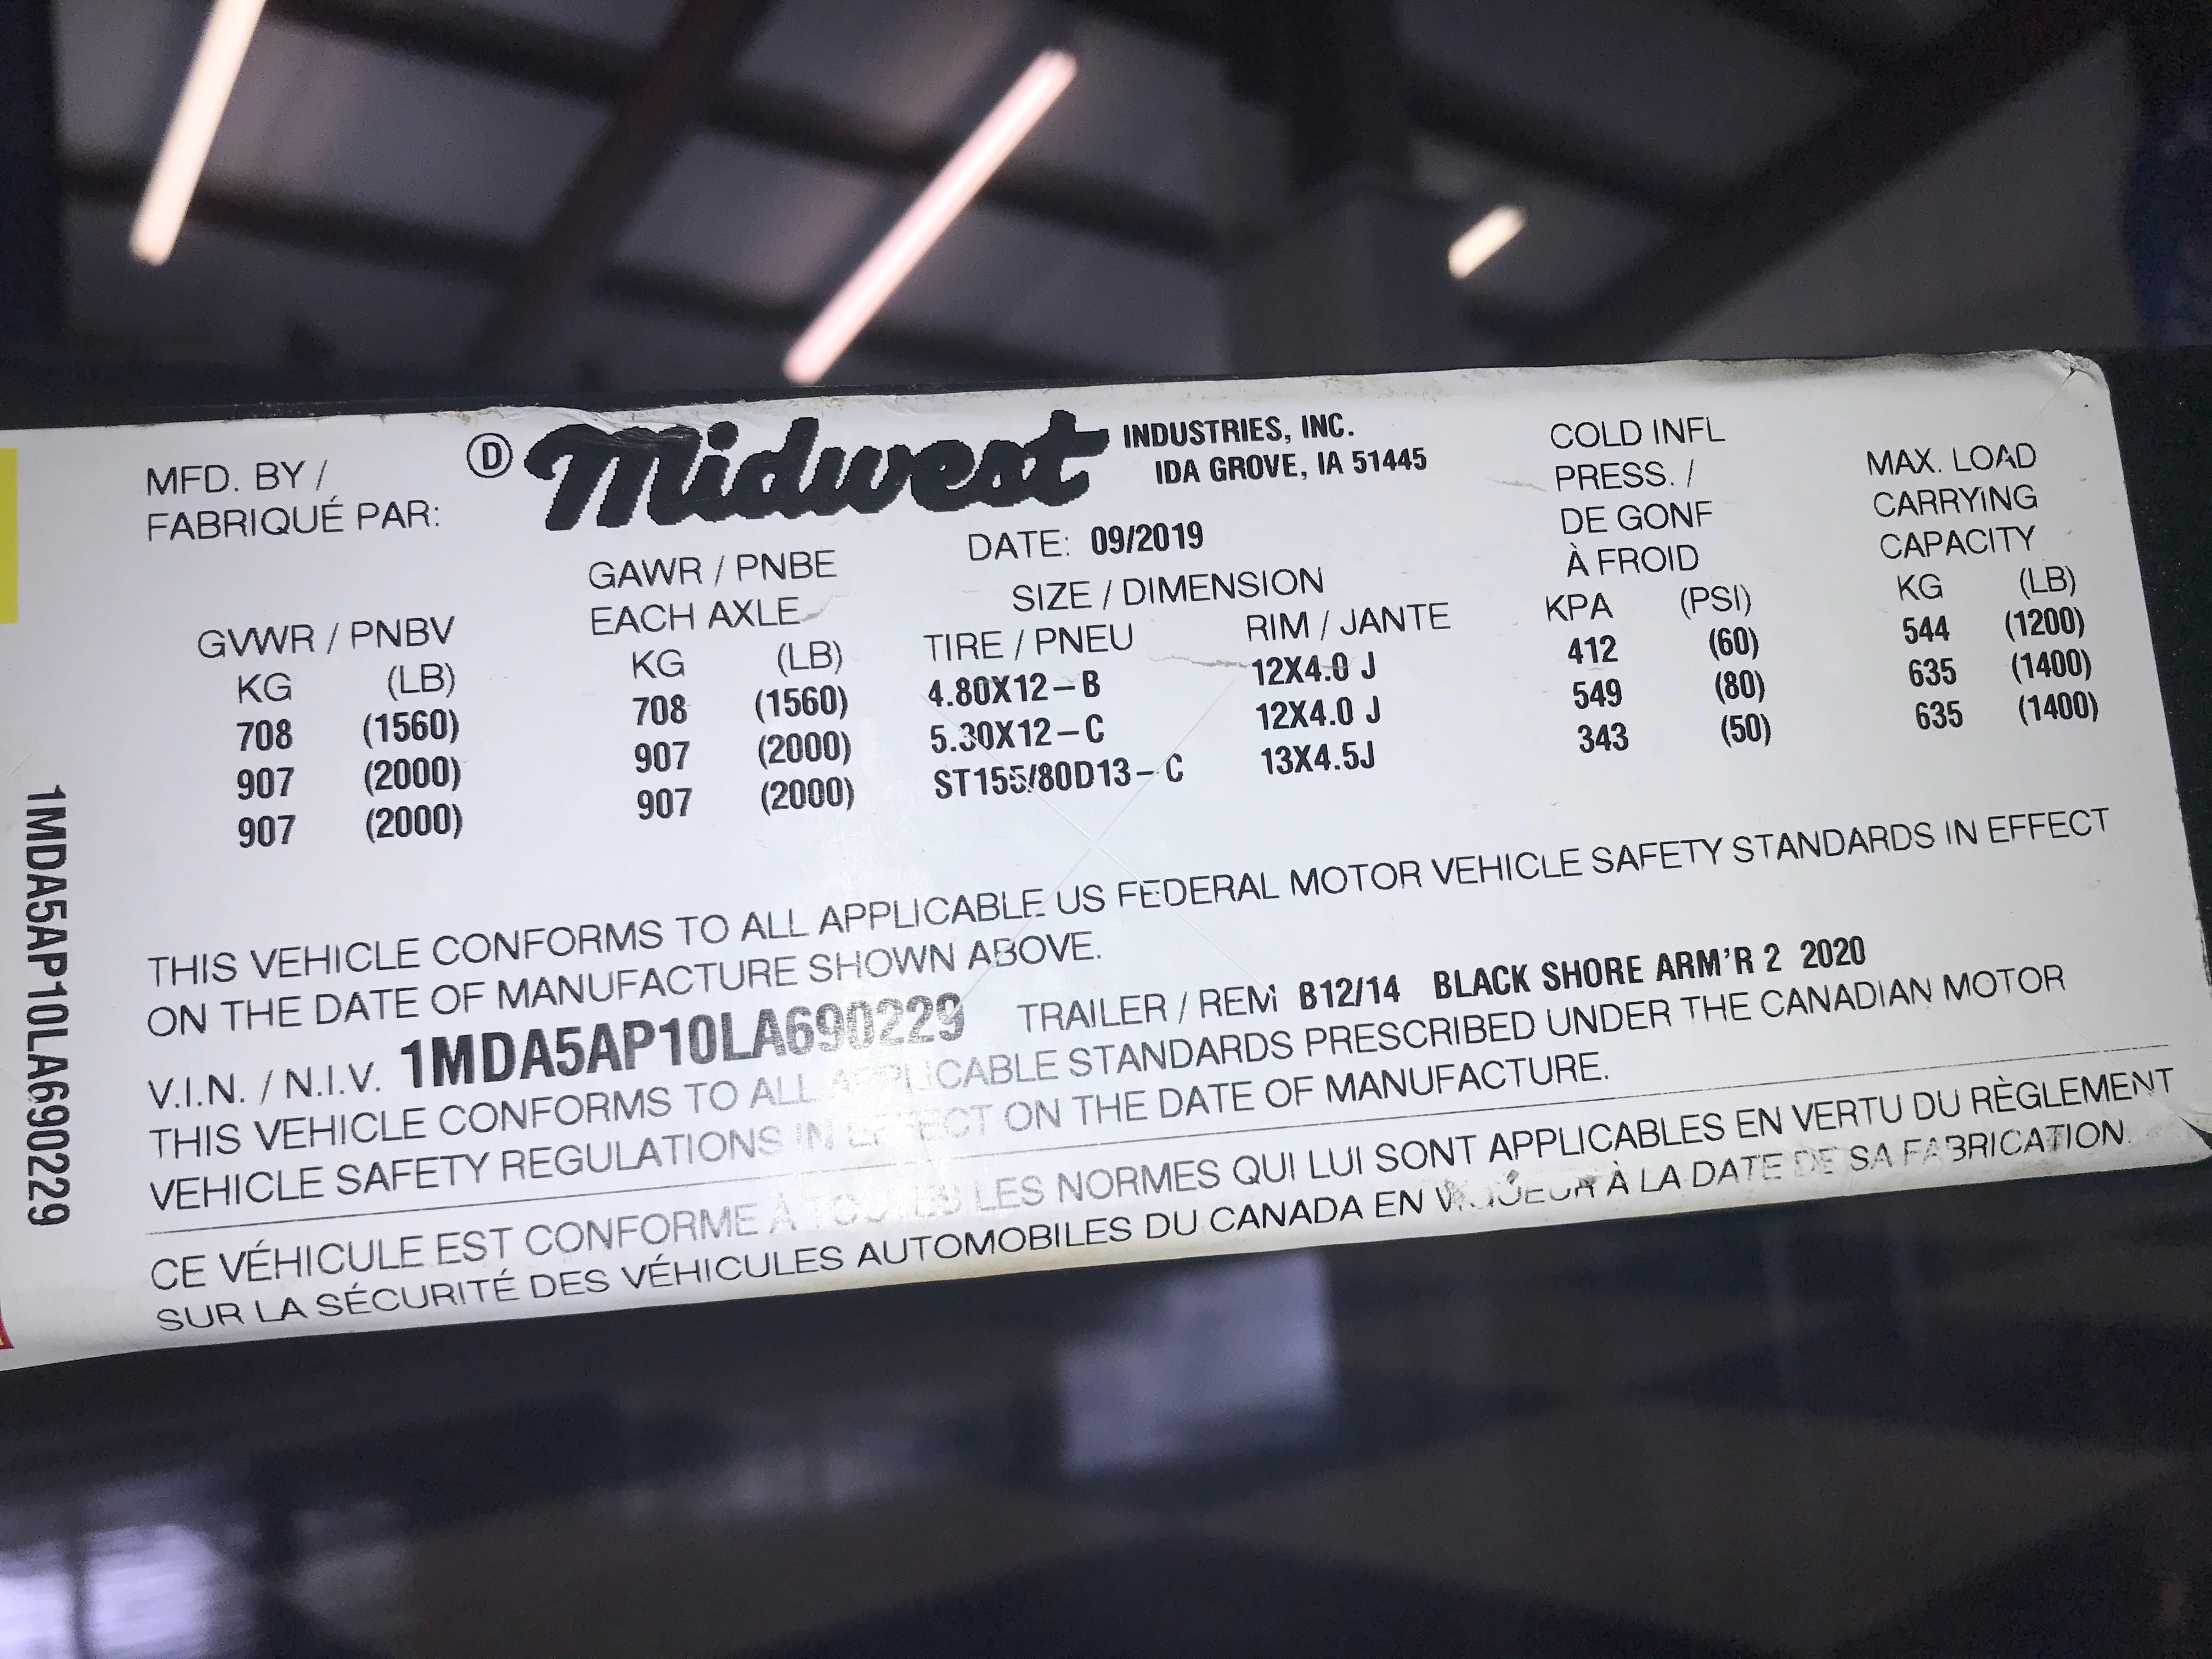 MFD. BY /
FABRIQUÉ PAR:
D Midwest
INDUSTRIES, INC.
IDA GROVE, IA 51445
DATE: 09/2019
COLD INFL
PRESS. /
DE GONF
À FROID
MAX. LOAD
CARRYING
CAPACITY
GVWR / PNBV
GAWR / PNBE
EACH AXLE
SIZE / DIMENSION
TIRE / PNEU RIM / JANTE
KG (LB) KG (LB) KPA (PSI) KG (LB)
708 (1560) 708 (1560) 4.80X12 – B 12X4.0 J 412 (60) 544 (1200)
907 (2000) 907 (2000) 5.30X12 – C 12X4.0 J 549 (80) 635 (1400)
907 (2000) 907 (2000) ST155/80D13 – C 13X4.5J 343 (50) 635 (1400)
THIS VEHICLE CONFORMS TO ALL APPLICABLE US FEDERAL MOTOR VEHICLE SAFETY STANDARDS IN EFFECT
ON THE DATE OF MANUFACTURE SHOWN ABOVE.
V.I.N. / N.I.V. 1MDA5AP10LA690229 TRAILER / REM B12/14 BLACK SHORE ARM'R 2 2020
THIS VEHICLE CONFORMS TO ALL APPLICABLE STANDARDS PRESCRIBED UNDER THE CANADIAN MOTOR
VEHICLE SAFETY REGULATIONS IN EFFECT ON THE DATE OF MANUFACTURE.
CE VÉHICULE EST CONFORME À TOUTES LES NORMES QUI LUI SONT APPLICABLES EN VERTU DU RÈGLEMENT
SUR LA SÉCURITÉ DES VÉHICULES AUTOMOBILES DU CANADA EN VIGUEUR À LA DATE DE SA FABRICATION.
1MDA5AP10LA690229